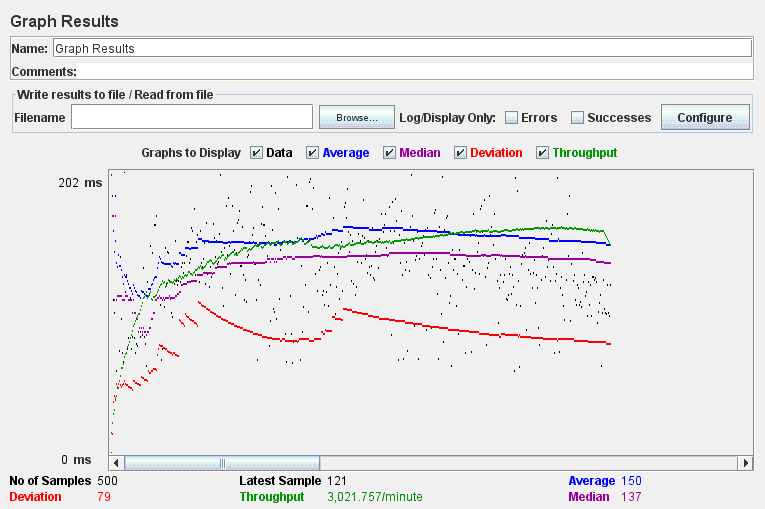 Graph Results
Name: Graph Results
Comments:
Write results to file / Read from file
Filename Browse... Log/Display Only: Errors Successes Configure
Graphs to Display Data Average Median Deviation Throughput
202 ms
0 ms
No of Samples 500 Latest Sample 121 Average 150
Deviation 79 Throughput 3,021.757/minute Median 137